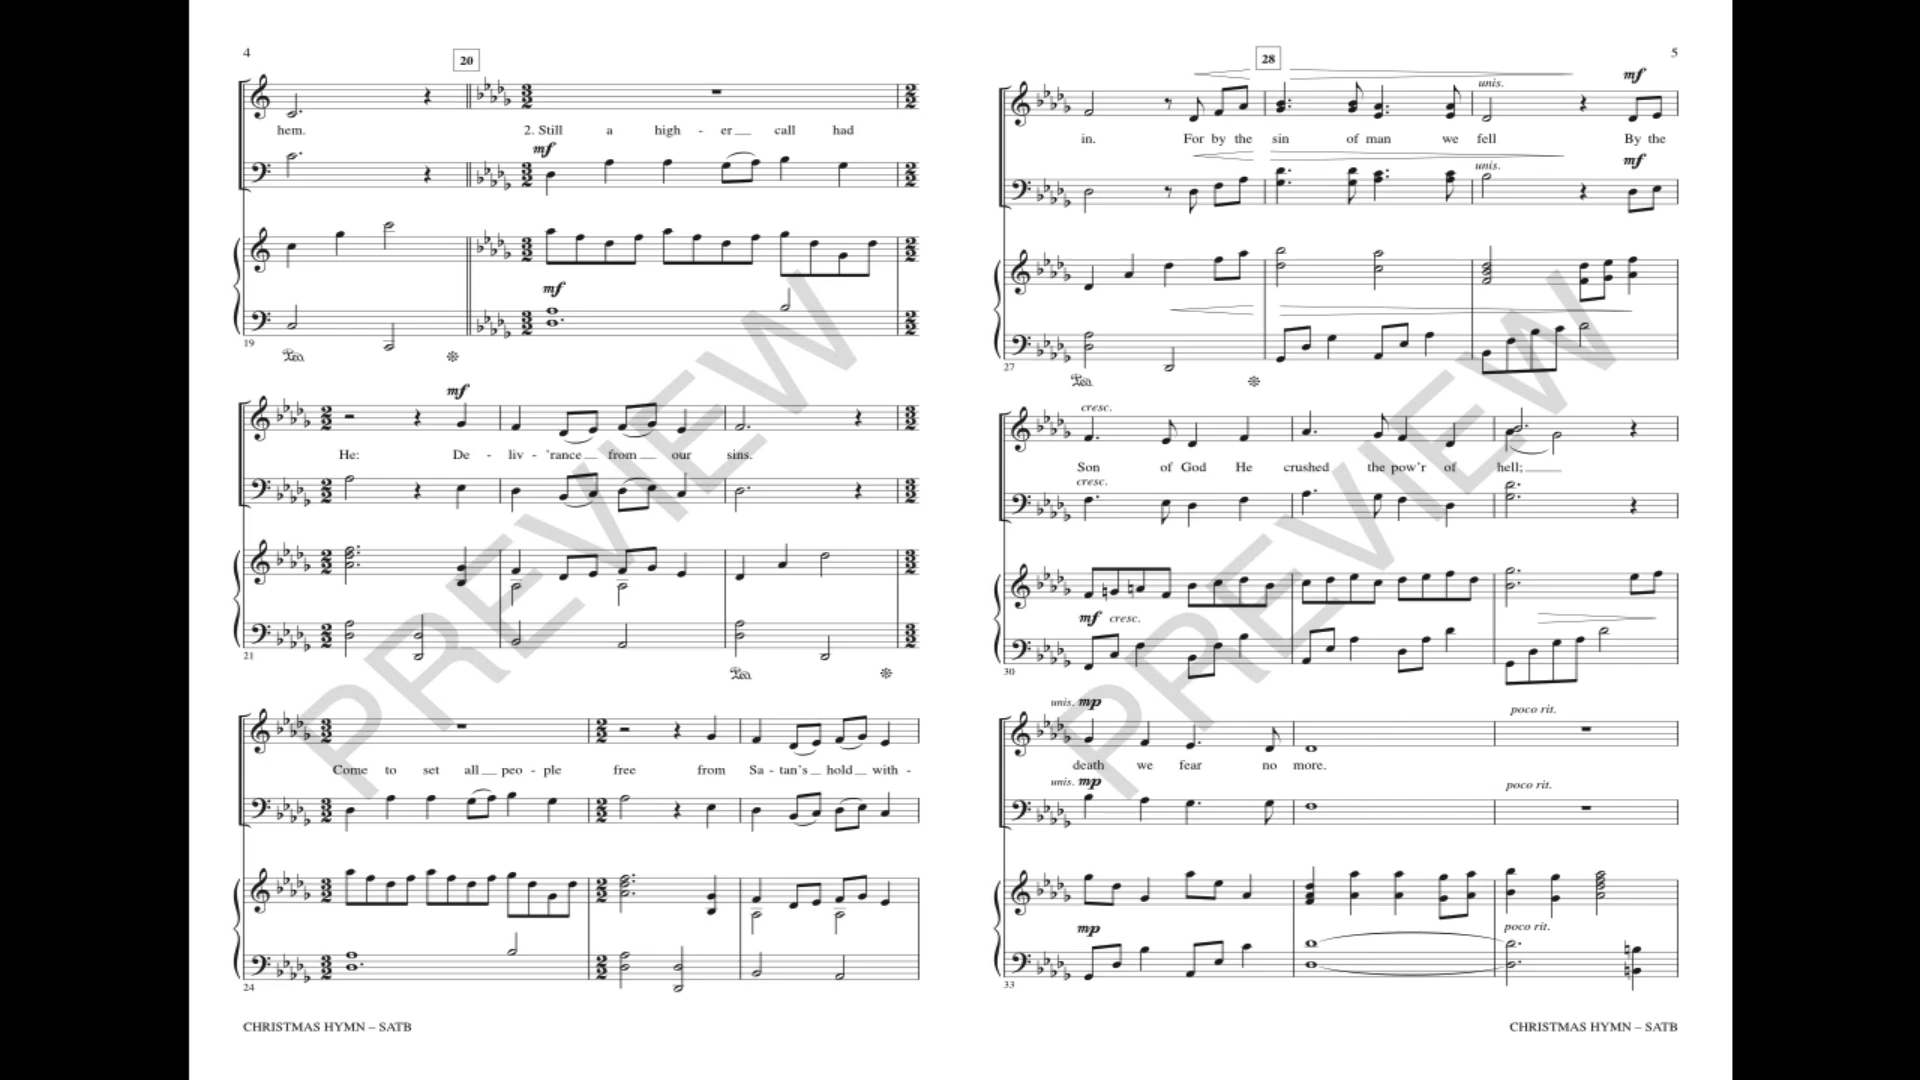 4
20
hem. 2. Still a high - er call had
mf
mf
19
mf
He: De - liv - 'rance from our sins.
21
Come to set all peo - ple free from Sa - tan's hold with -
24
CHRISTMAS HYMN – SATB
28
5
mf
unis.
in. For by the sin of man we fell By the
mf
unis.
27
cresc.
Son of God He crushed the pow'r of hell;
cresc.
mf cresc.
30
unis. mp
poco rit.
death we fear no more.
unis. mp
poco rit.
mp
poco rit.
33
CHRISTMAS HYMN – SATB
PREVIEW
PREVIEW